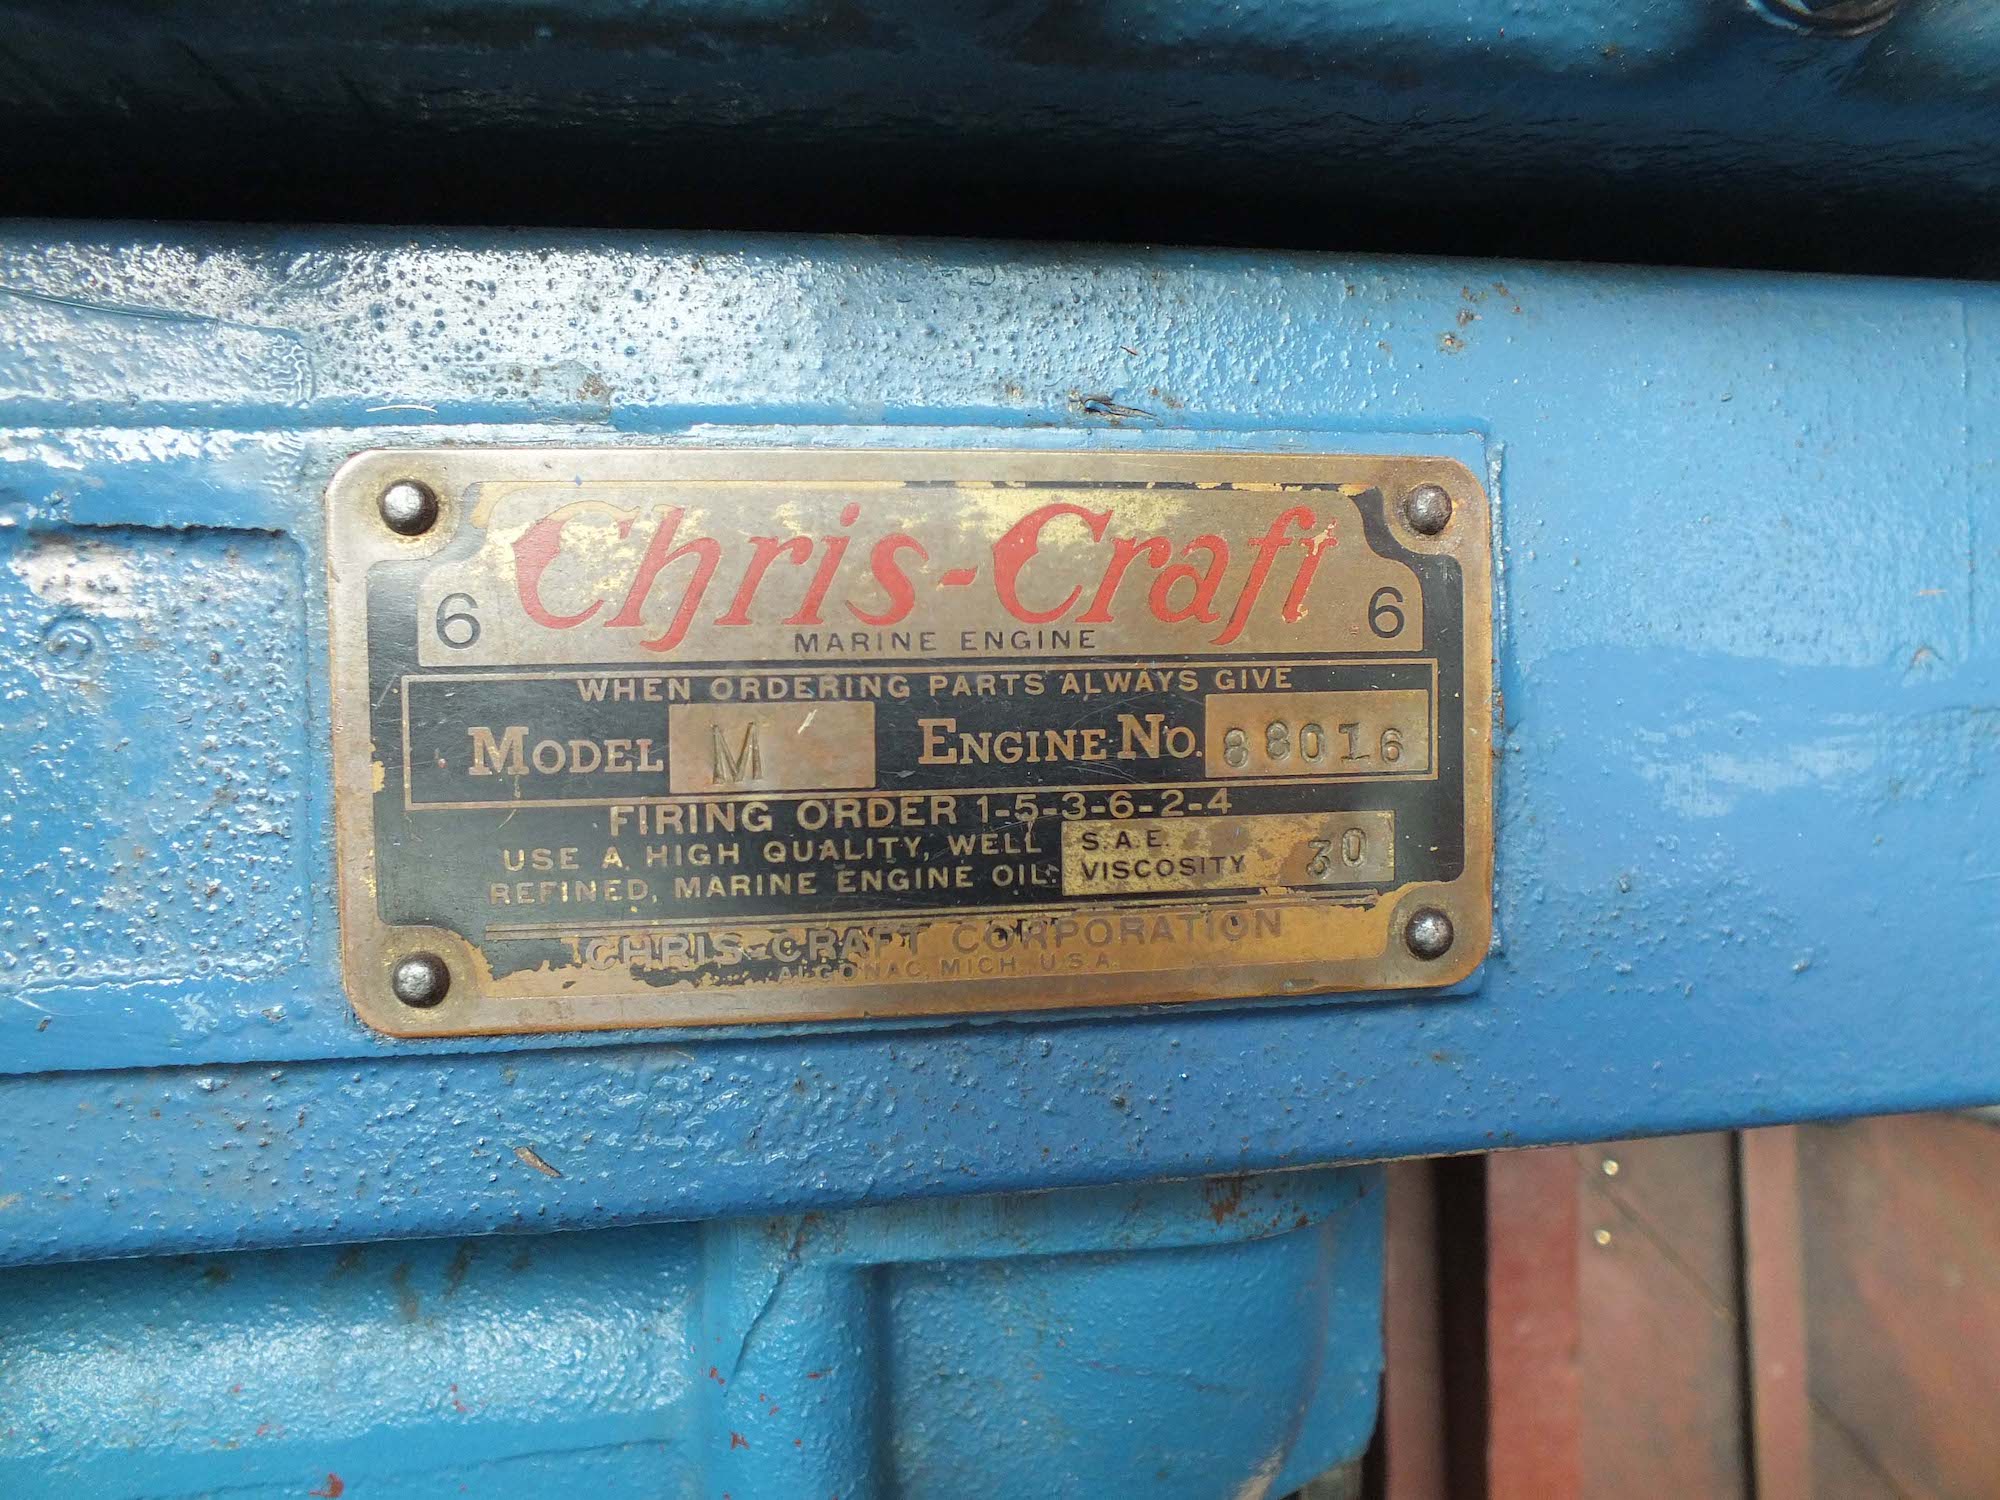 Chris-Craft
6 MARINE ENGINE 6
WHEN ORDERING PARTS ALWAYS GIVE
MODEL M ENGINE NO. 88016
FIRING ORDER 1-5-3-6-2-4
USE A HIGH QUALITY, WELL
REFINED, MARINE ENGINE OIL:
S.A.E.
VISCOSITY 30
CHRIS-CRAFT CORPORATION
ALGONAC, MICH. U.S.A.